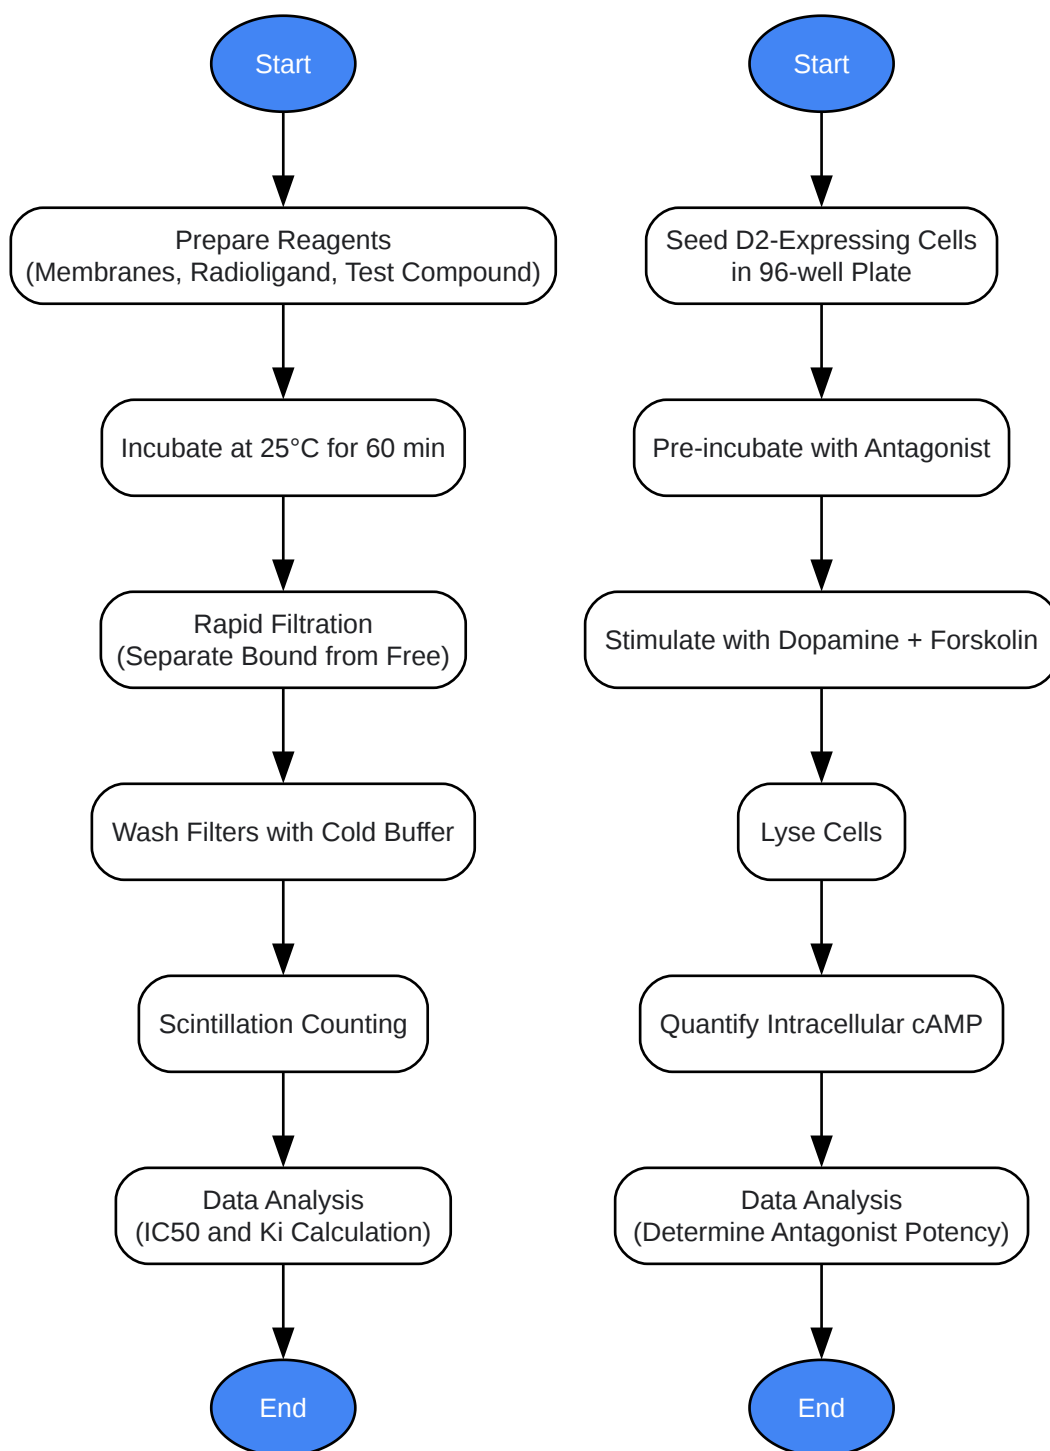 Start
Prepare Reagents
(Membranes, Radioligand, Test Compound)
Incubate at 25°C for 60 min
Rapid Filtration
(Separate Bound from Free)
Wash Filters with Cold Buffer
Scintillation Counting
Data Analysis
(IC50 and Ki Calculation)
End
Start
Seed D2-Expressing Cells
in 96-well Plate
Pre-incubate with Antagonist
Stimulate with Dopamine + Forskolin
Lyse Cells
Quantify Intracellular cAMP
Data Analysis
(Determine Antagonist Potency)
End